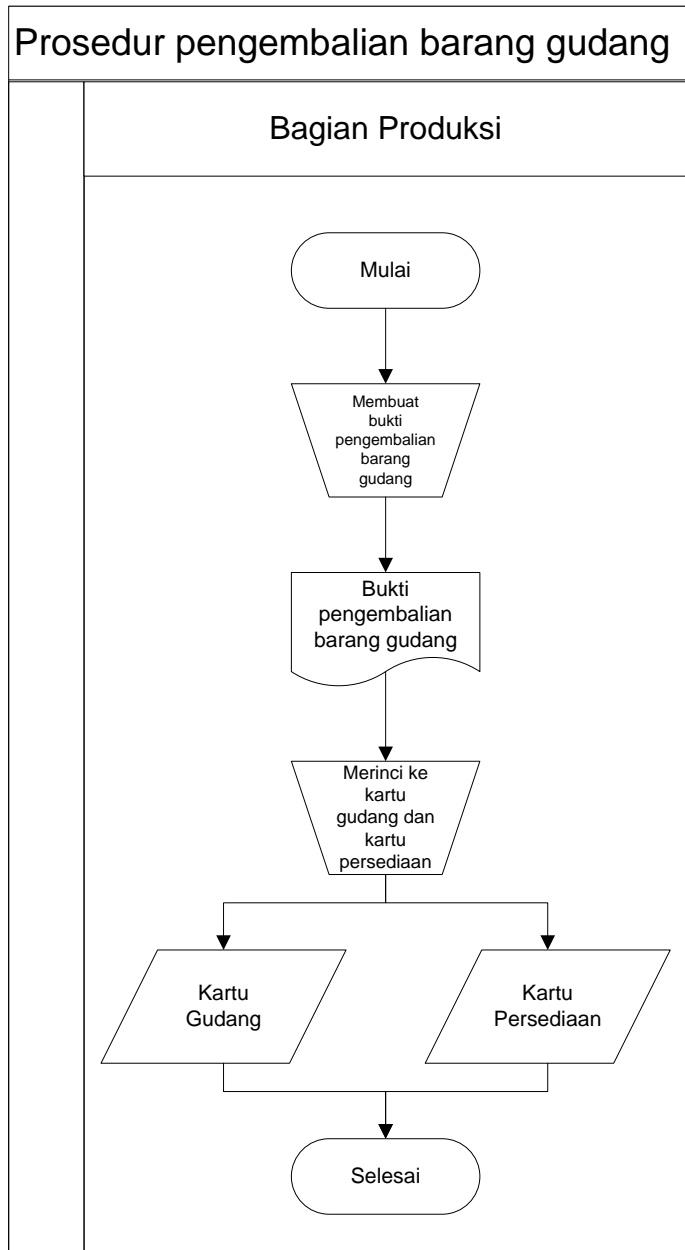 Prosedur pengembalian barang gudang
Bagian Produksi
Mulai
Membuat
bukti
pengembalian
barang
gudang
Bukti
pengembalian
barang gudang
Merinci ke
kartu
gudang dan
kartu
persediaan
Kartu
Gudang
Kartu
Persediaan
Selesai